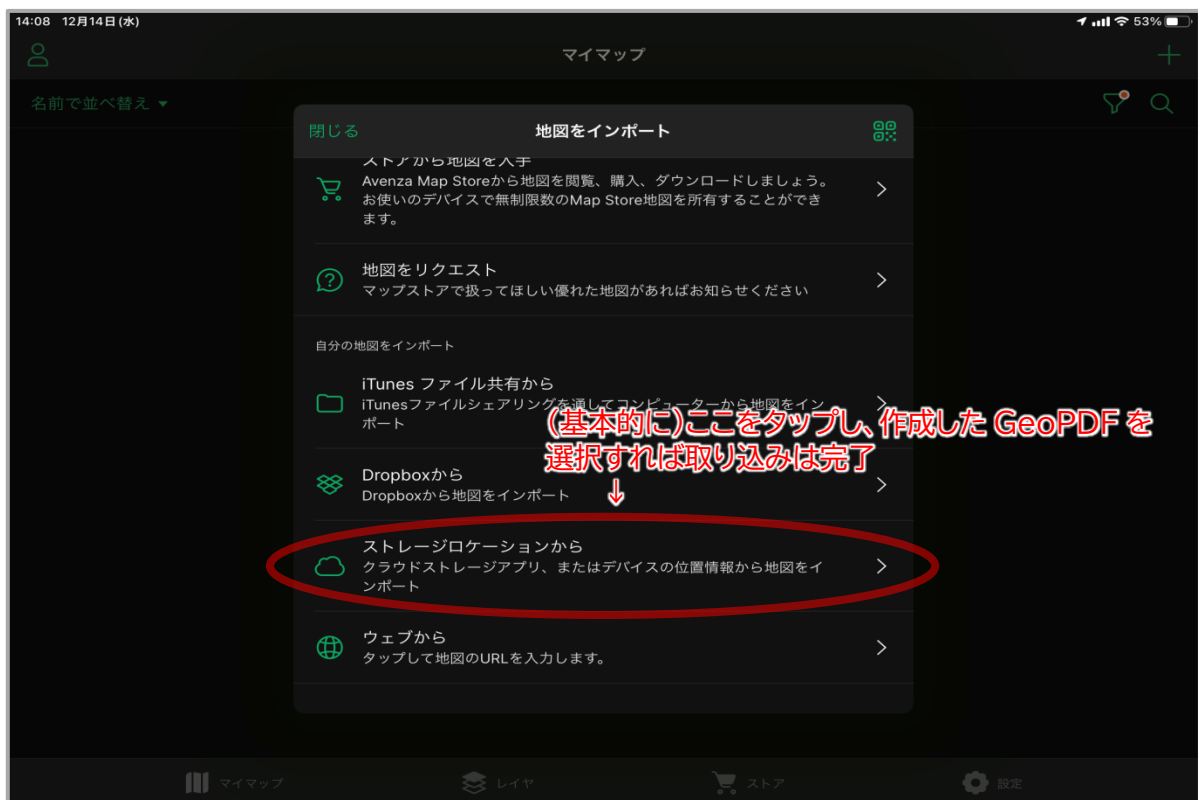 14:08 12月14日(水)
53%
マイマップ
名前で並べ替え
閉じる
地図をインポート
ストアから地図を入手
Avenza Map Storeから地図を閲覧、購入、ダウンロードしましょう。
お使いのデバイスで無制限数のMap Store地図を所有することができ
ます。
地図をリクエスト
マップストアで扱ってほしい優れた地図があればお知らせください
自分の地図をインポート
iTunes ファイル共有から
iTunesファイルシェアリングを通してコンピューターから地図をイン
ポート
(基本的に)ここをタップし、作成した GeoPDF を
選択すれば取り込みは完了
↓
Dropboxから
Dropboxから地図をインポート
ストレージロケーションから
クラウドストレージアプリ、またはデバイスの位置情報から地図をイ
ンポート
ウェブから
タップして地図のURLを入力します。
マイマップ
レイヤ
ストア
設定